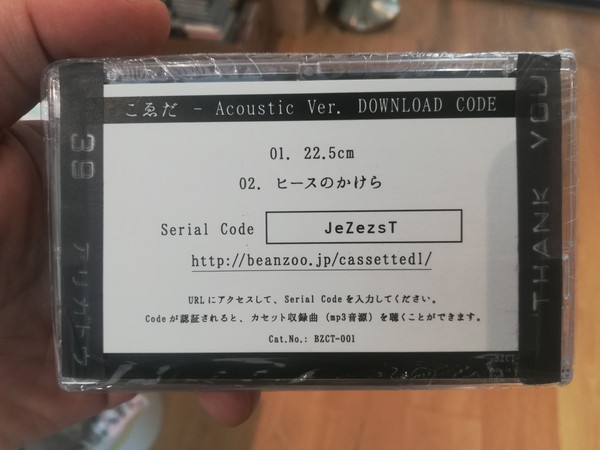 こゑだ - Acoustic Ver. DOWNLOAD CODE
01. 22.5cm
02. ヒースのかけら
Serial Code JeZezsT
http://beanzoo.jp/cassettedl/
URLにアクセスして、Serial Codeを入力してください。
Codeが認証されると、カセット収録曲（mp3音源）を聴くことができます。
Cat.No.: BZCT-001
39 アリガトウ
THANK YOU
BZCT